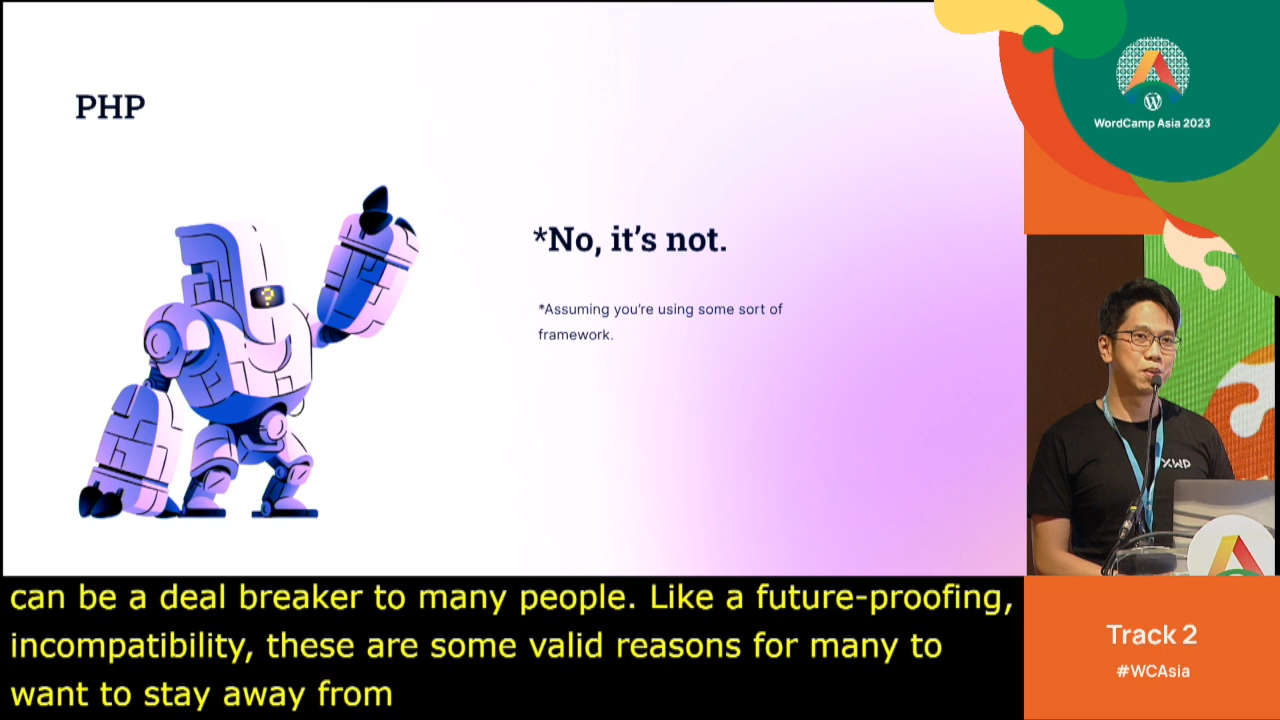 PHP
*No, it's not.
*Assuming you're using some sort of
framework.
WordCamp Asia 2023
XWP
can be a deal breaker to many people. Like a future-proofing,
incompatibility, these are some valid reasons for many to
want to stay away from
Track 2
#WCAsia